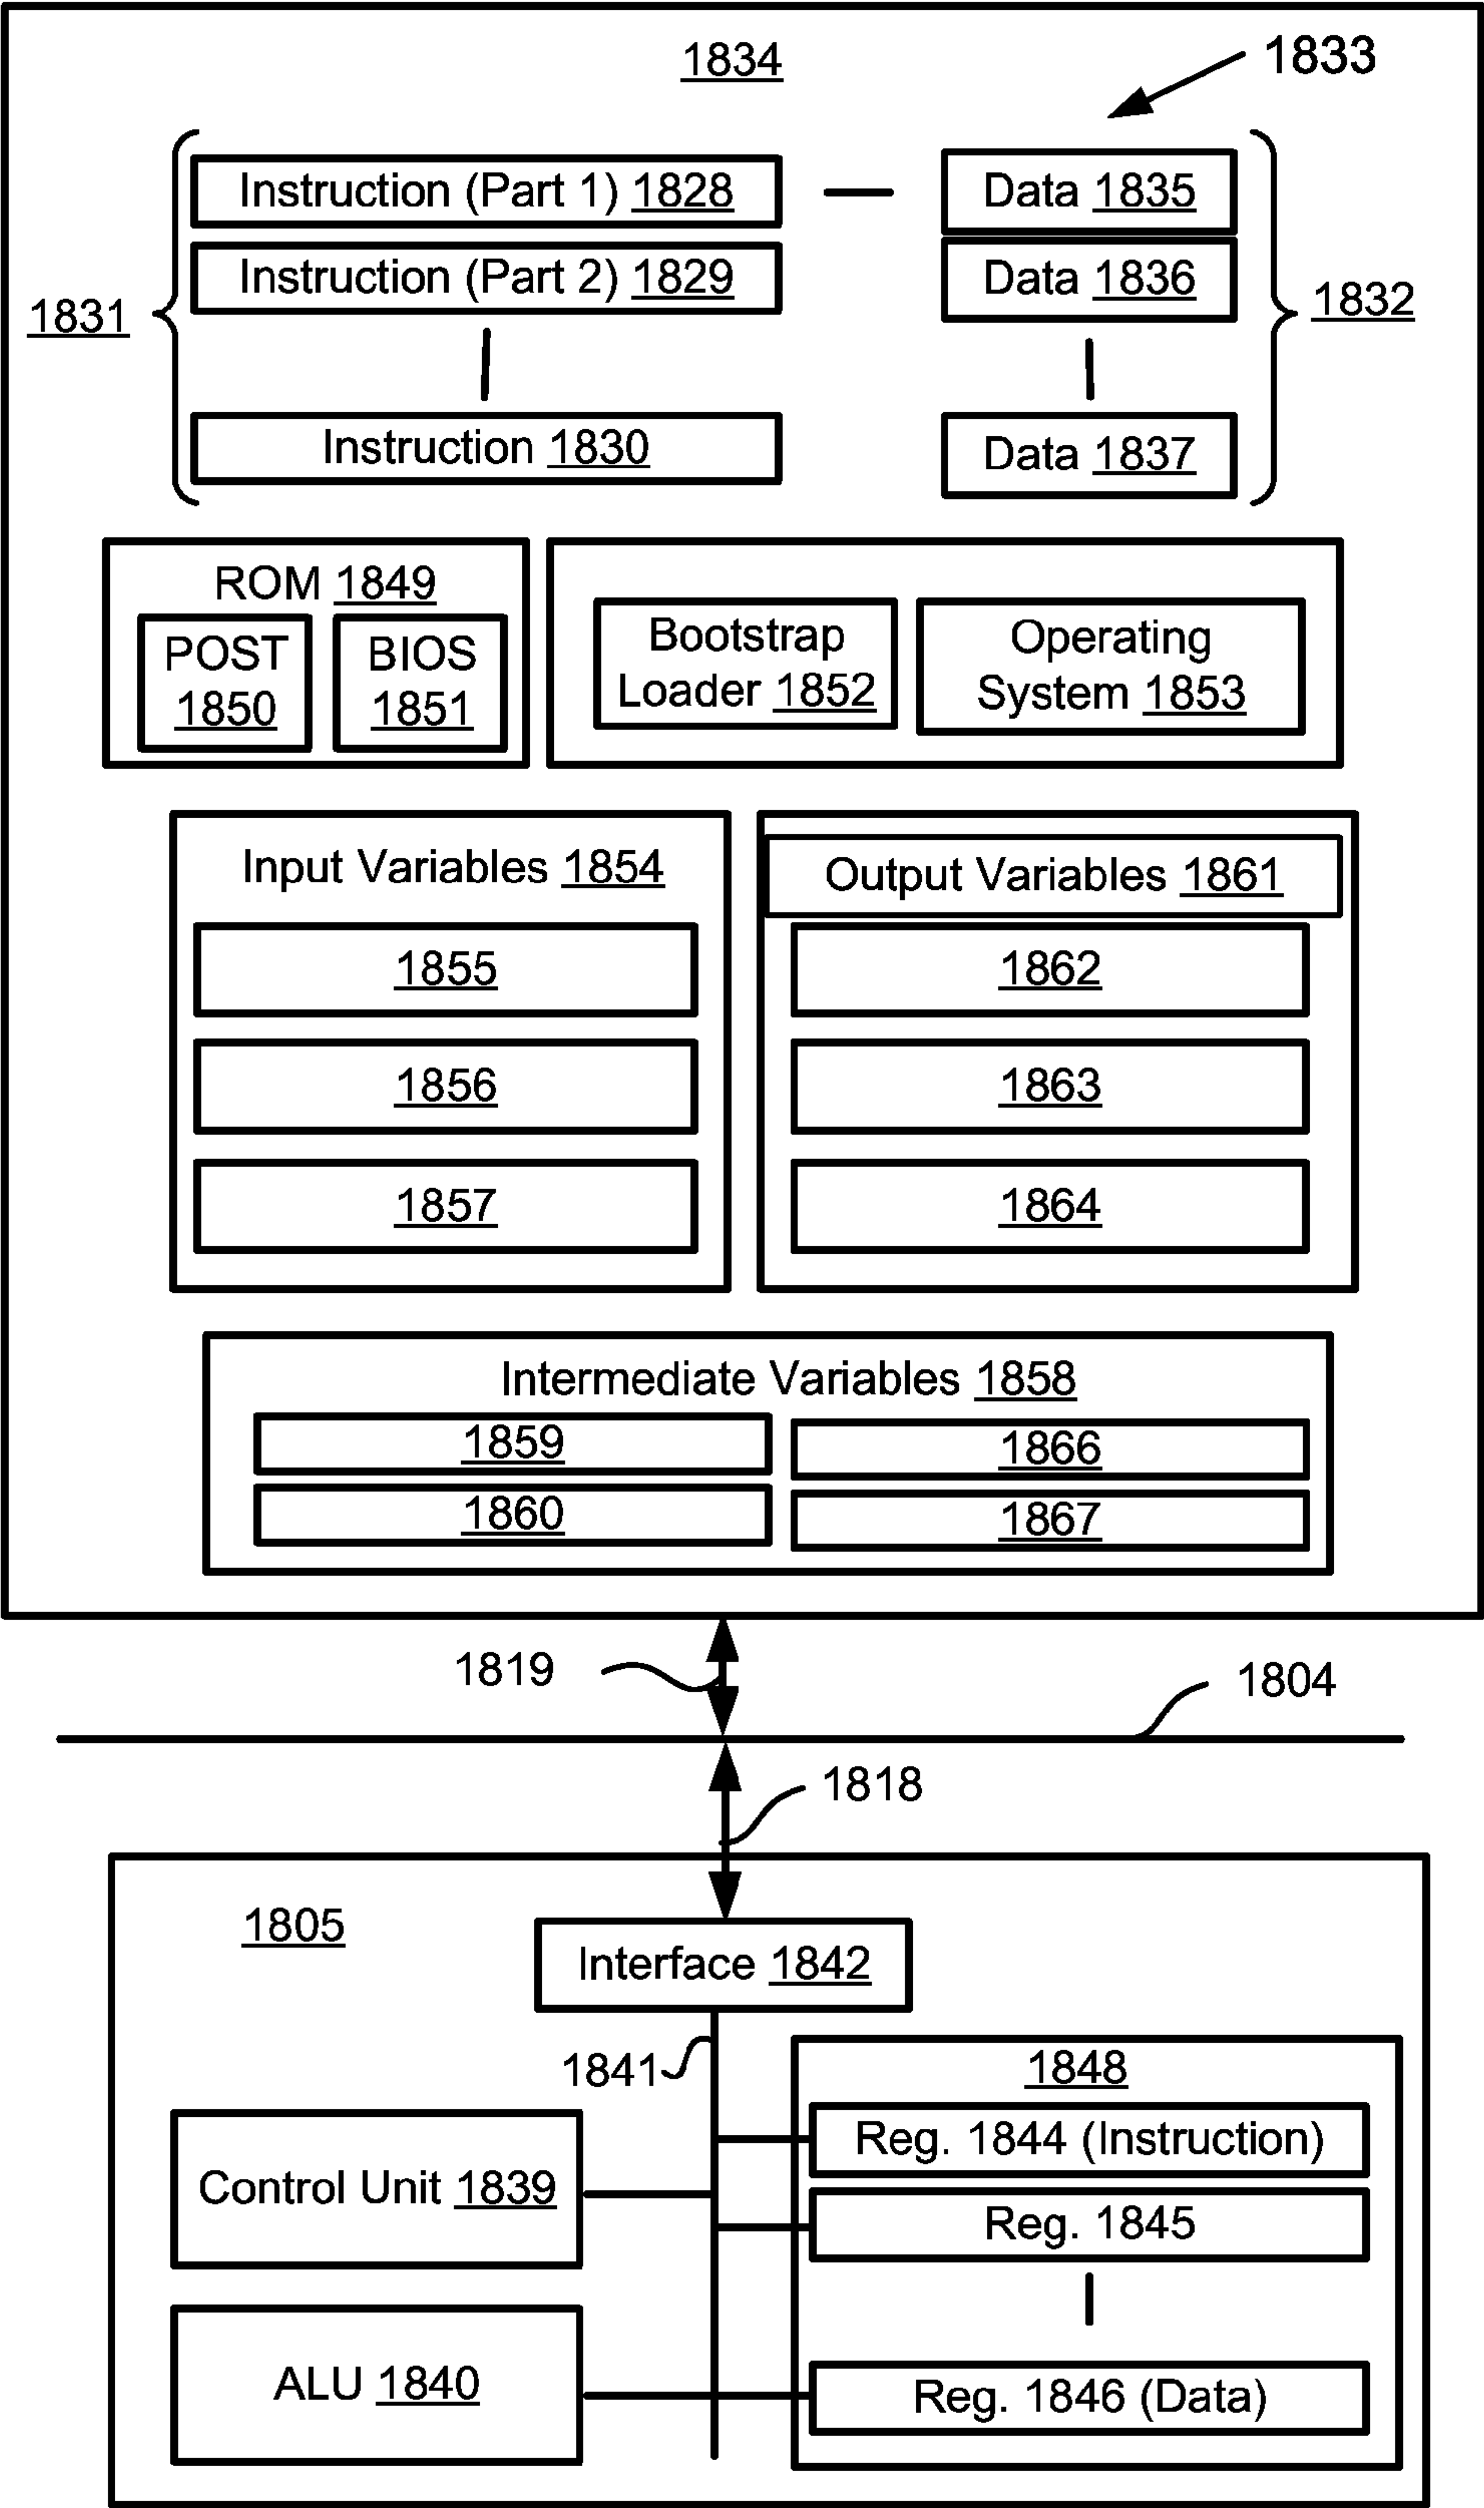 1834
1833
Instruction (Part 1) 1828
Data 1835
Instruction (Part 2) 1829
Data 1836
1831
1832
Instruction 1830
Data 1837
ROM 1849
POST
1850
BIOS
1851
Bootstrap
Loader 1852
Operating
System 1853
Input Variables 1854
1855
1856
1857
Output Variables 1861
1862
1863
1864
Intermediate Variables 1858
1859
1866
1860
1867
1819
1804
1818
1805
Interface 1842
1841
1848
Reg. 1844 (Instruction)
Control Unit 1839
Reg. 1845
ALU 1840
Reg. 1846 (Data)